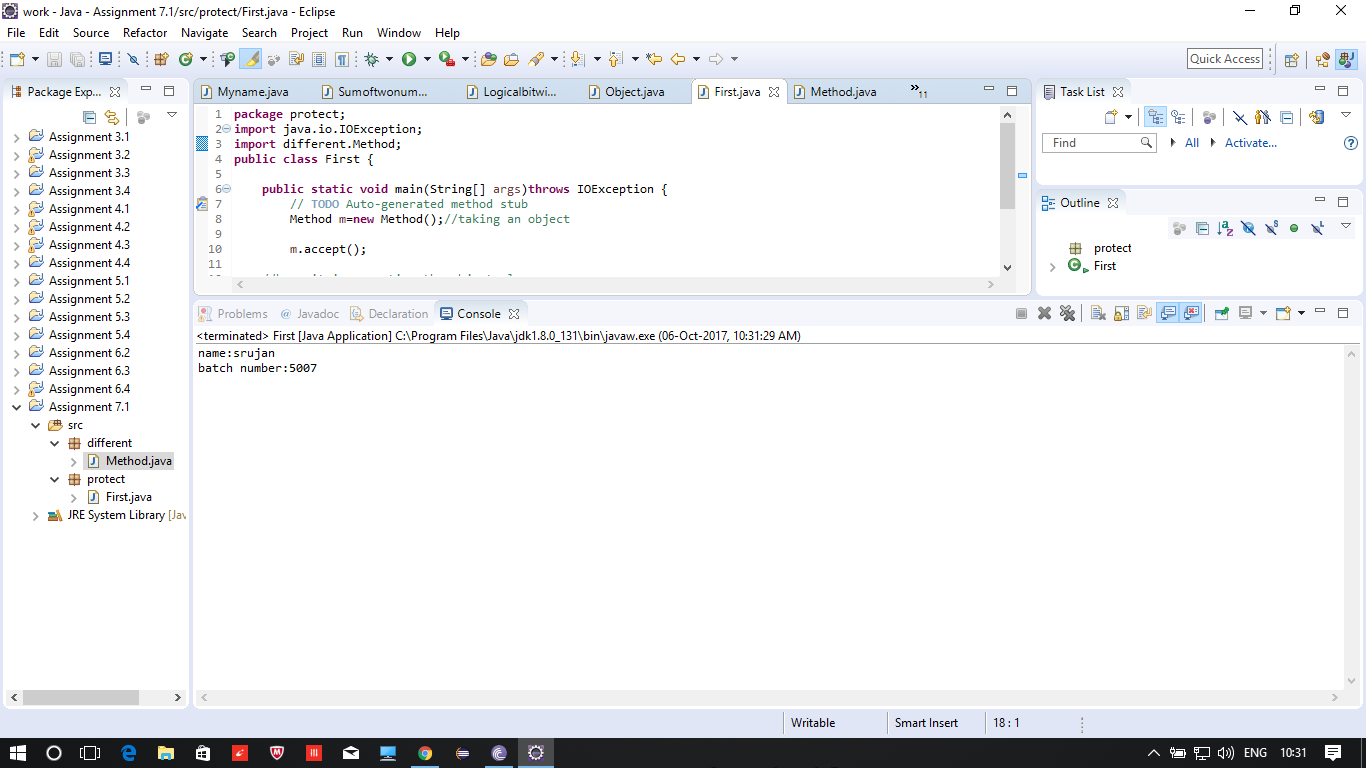 work - Java - Assignment 7.1/src/protect/First.java - Eclipse
File Edit Source Refactor Navigate Search Project Run Window Help
Quick Access
Package Exp...
Assignment 3.1
Assignment 3.2
Assignment 3.3
Assignment 3.4
Assignment 4.1
Assignment 4.2
Assignment 4.3
Assignment 4.4
Assignment 5.1
Assignment 5.2
Assignment 5.3
Assignment 5.4
Assignment 6.2
Assignment 6.3
Assignment 6.4
Assignment 7.1
src
different
Method.java
protect
First.java
JRE System Library [Jav
Myname.java Sumoftwonum... Logicalbitwi... Object.java First.java Method.java »11
1 package protect;
2 import java.io.IOException;
3 import different.Method;
4 public class First {
5
6 public static void main(String[] args)throws IOException {
7 // TODO Auto-generated method stub
8 Method m=new Method();//taking an object
9
10 m.accept();
11
Task List
Find All Activate...
Outline
protect
First
Problems @ Javadoc Declaration Console
<terminated> First [Java Application] C:\Program Files\Java\jdk1.8.0_131\bin\javaw.exe (06-Oct-2017, 10:31:29 AM)
name:srujan
batch number:5007
Writable Smart Insert 18 : 1
ENG 10:31